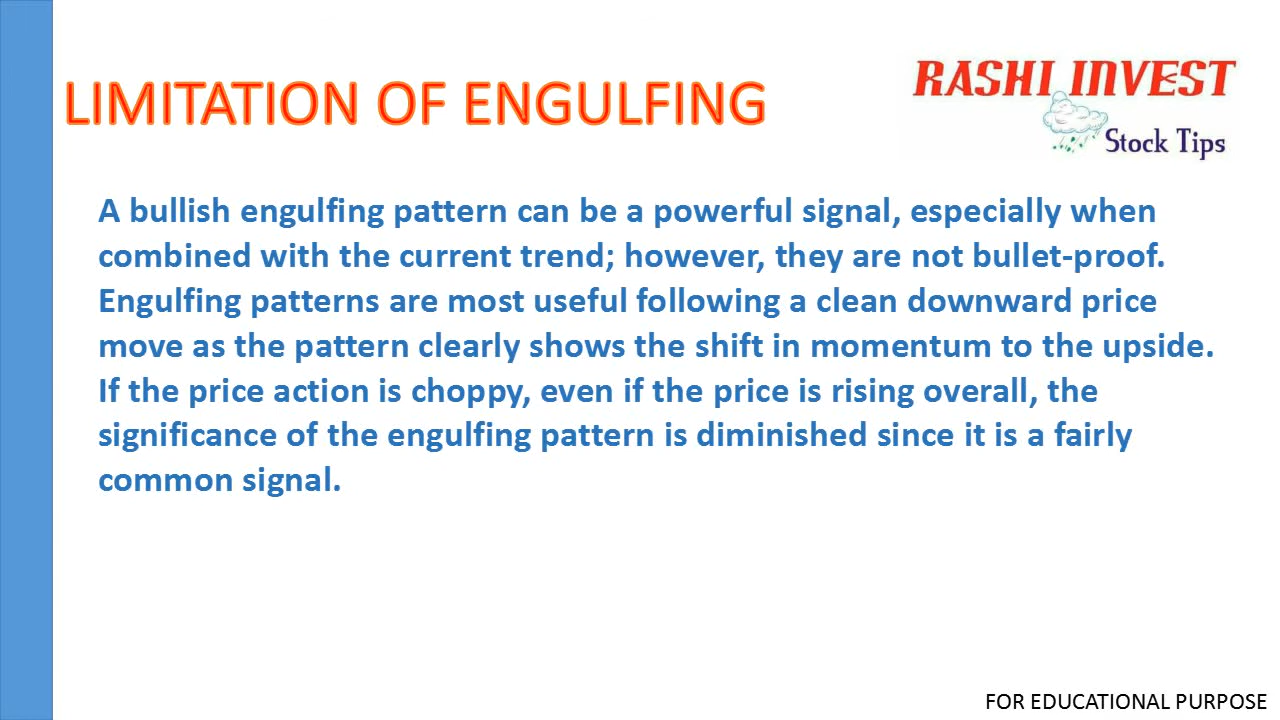 LIMITATION OF ENGULFING
RASHI INVEST
Stock Tips
A bullish engulfing pattern can be a powerful signal, especially when
combined with the current trend; however, they are not bullet-proof.
Engulfing patterns are most useful following a clean downward price
move as the pattern clearly shows the shift in momentum to the upside.
If the price action is choppy, even if the price is rising overall, the
significance of the engulfing pattern is diminished since it is a fairly
common signal.
FOR EDUCATIONAL PURPOSE